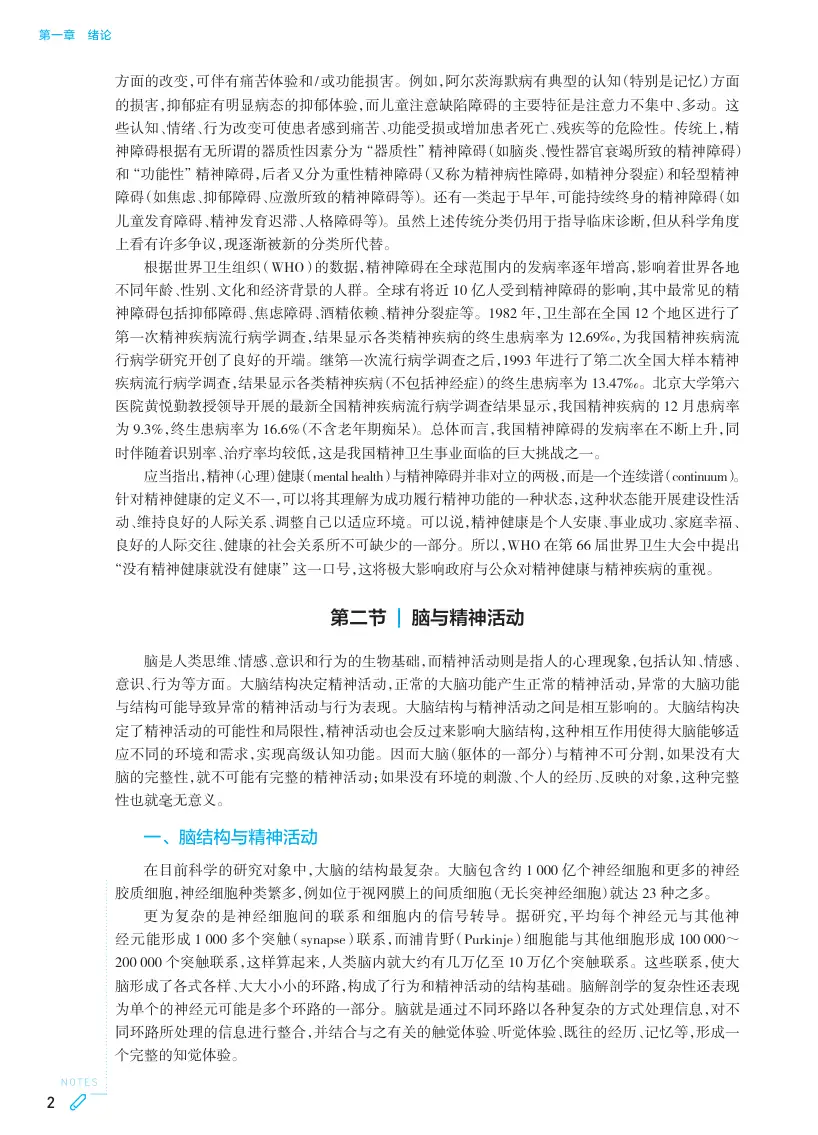 第一章　绪论
方面的改变，可伴有痛苦体验和/或功能损害。例如，阿尔茨海默病有典型的认知（特别是记忆）方面
的损害，抑郁症有明显病态的抑郁体验，而儿童注意缺陷障碍的主要特征是注意力不集中、多动。这
些认知、情绪、行为改变可使患者感到痛苦、功能受损或增加患者死亡、残疾等的危险性。传统上，精
神障碍根据有无所谓的器质性因素分为“器质性”精神障碍（如脑炎、慢性器官衰竭所致的精神障碍）
和“功能性”精神障碍，后者又分为重性精神障碍（又称为精神病性障碍，如精神分裂症）和轻型精神
障碍（如焦虑、抑郁障碍、应激所致的精神障碍等）。还有一类起于早年，可能持续终身的精神障碍（如
儿童发育障碍、精神发育迟滞、人格障碍等）。虽然上述传统分类仍用于指导临床诊断，但从科学角度
上看有许多争议，现逐渐被新的分类所代替。
根据世界卫生组织（WHO）的数据，精神障碍在全球范围内的发病率逐年增高，影响着世界各地
不同年龄、性别、文化和经济背景的人群。全球有将近 10 亿人受到精神障碍的影响，其中最常见的精
神障碍包括抑郁障碍、焦虑障碍、酒精依赖、精神分裂症等。1982 年，卫生部在全国 12 个地区进行了
第一次精神疾病流行病学调查，结果显示各类精神疾病的终生患病率为 12.69‰，为我国精神疾病流
行病学研究开创了良好的开端。继第一次流行病学调查之后，1993 年进行了第二次全国大样本精神
疾病流行病学调查，结果显示各类精神疾病（不包括神经症）的终生患病率为 13.47‰。北京大学第六
医院黄悦勤教授领导开展的最新全国精神疾病流行病学调查结果显示，我国精神疾病的 12 月患病率
为 9.3%，终生患病率为 16.6%（不含老年期痴呆）。总体而言，我国精神障碍的发病率在不断上升，同
时伴随着识别率、治疗率均较低，这是我国精神卫生事业面临的巨大挑战之一。
应当指出，精神（心理）健康（mental health）与精神障碍并非对立的两极，而是一个连续谱（continuum）。
针对精神健康的定义不一，可以将其理解为成功履行精神功能的一种状态，这种状态能开展建设性活
动、维持良好的人际关系、调整自己以适应环境。可以说，精神健康是个人安康、事业成功、家庭幸福、
良好的人际交往、健康的社会关系所不可缺少的一部分。所以，WHO 在第 66 届世界卫生大会中提出
“没有精神健康就没有健康”这一口号，这将极大影响政府与公众对精神健康与精神疾病的重视。
第二节｜脑与精神活动
脑是人类思维、情感、意识和行为的生物基础，而精神活动则是指人的心理现象，包括认知、情感、
意识、行为等方面。大脑结构决定精神活动，正常的大脑功能产生正常的精神活动，异常的大脑功能
与结构可能导致异常的精神活动与行为表现。大脑结构与精神活动之间是相互影响的。大脑结构决
定了精神活动的可能性和局限性，精神活动也会反过来影响大脑结构，这种相互作用使得大脑能够适
应不同的环境和需求，实现高级认知功能。因而大脑（躯体的一部分）与精神不可分割，如果没有大
脑的完整性，就不可能有完整的精神活动；如果没有环境的刺激、个人的经历、反映的对象，这种完整
性也就毫无意义。
一、脑结构与精神活动
在目前科学的研究对象中，大脑的结构最复杂。大脑包含约 1 000 亿个神经细胞和更多的神经
胶质细胞，神经细胞种类繁多，例如位于视网膜上的间质细胞（无长突神经细胞）就达 23 种之多。
更为复杂的是神经细胞间的联系和细胞内的信号转导。据研究，平均每个神经元与其他神
经元能形成 1 000 多个突触（synapse）联系，而浦肯野（Purkinje）细胞能与其他细胞形成 100 000～
200 000 个突触联系，这样算起来，人类脑内就大约有几万亿至 10 万亿个突触联系。这些联系，使大
脑形成了各式各样、大大小小的环路，构成了行为和精神活动的结构基础。脑解剖学的复杂性还表现
为单个的神经元可能是多个环路的一部分。脑就是通过不同环路以各种复杂的方式处理信息，对不
同环路所处理的信息进行整合，并结合与之有关的触觉体验、听觉体验、既往的经历、记忆等，形成一
个完整的知觉体验。
NOTES
2